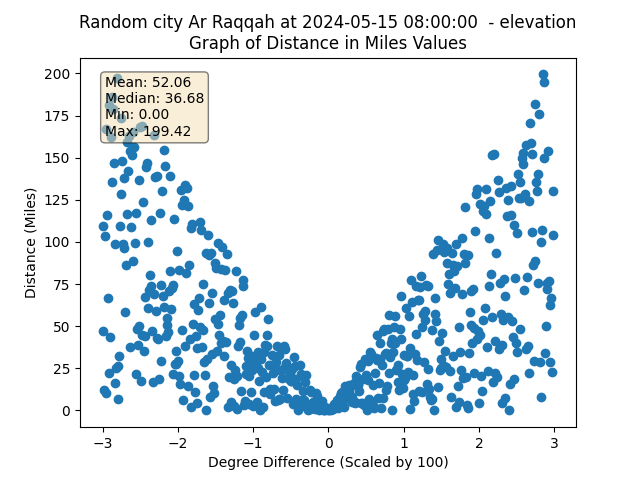 Random city Ar Raqqah at 2024-05-15 08:00:00  - elevation
Graph of Distance in Miles Values
Mean: 52.06
Median: 36.68
Min: 0.00
Max: 199.42
200
175
150
125
100
75
50
25
0
Distance (Miles)
−3 −2 −1 0 1 2 3
Degree Difference (Scaled by 100)